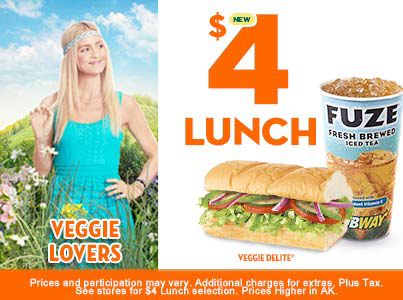 NEW
$4
LUNCH
FUZE
FRESH BREWED
ICED TEA
BWAY
VEGGIE
LOVERS
VEGGIE DELITE®
Prices and participation may vary. Additional charges for extras. Plus Tax.
See stores for $4 Lunch selection. Prices Higher in AK.